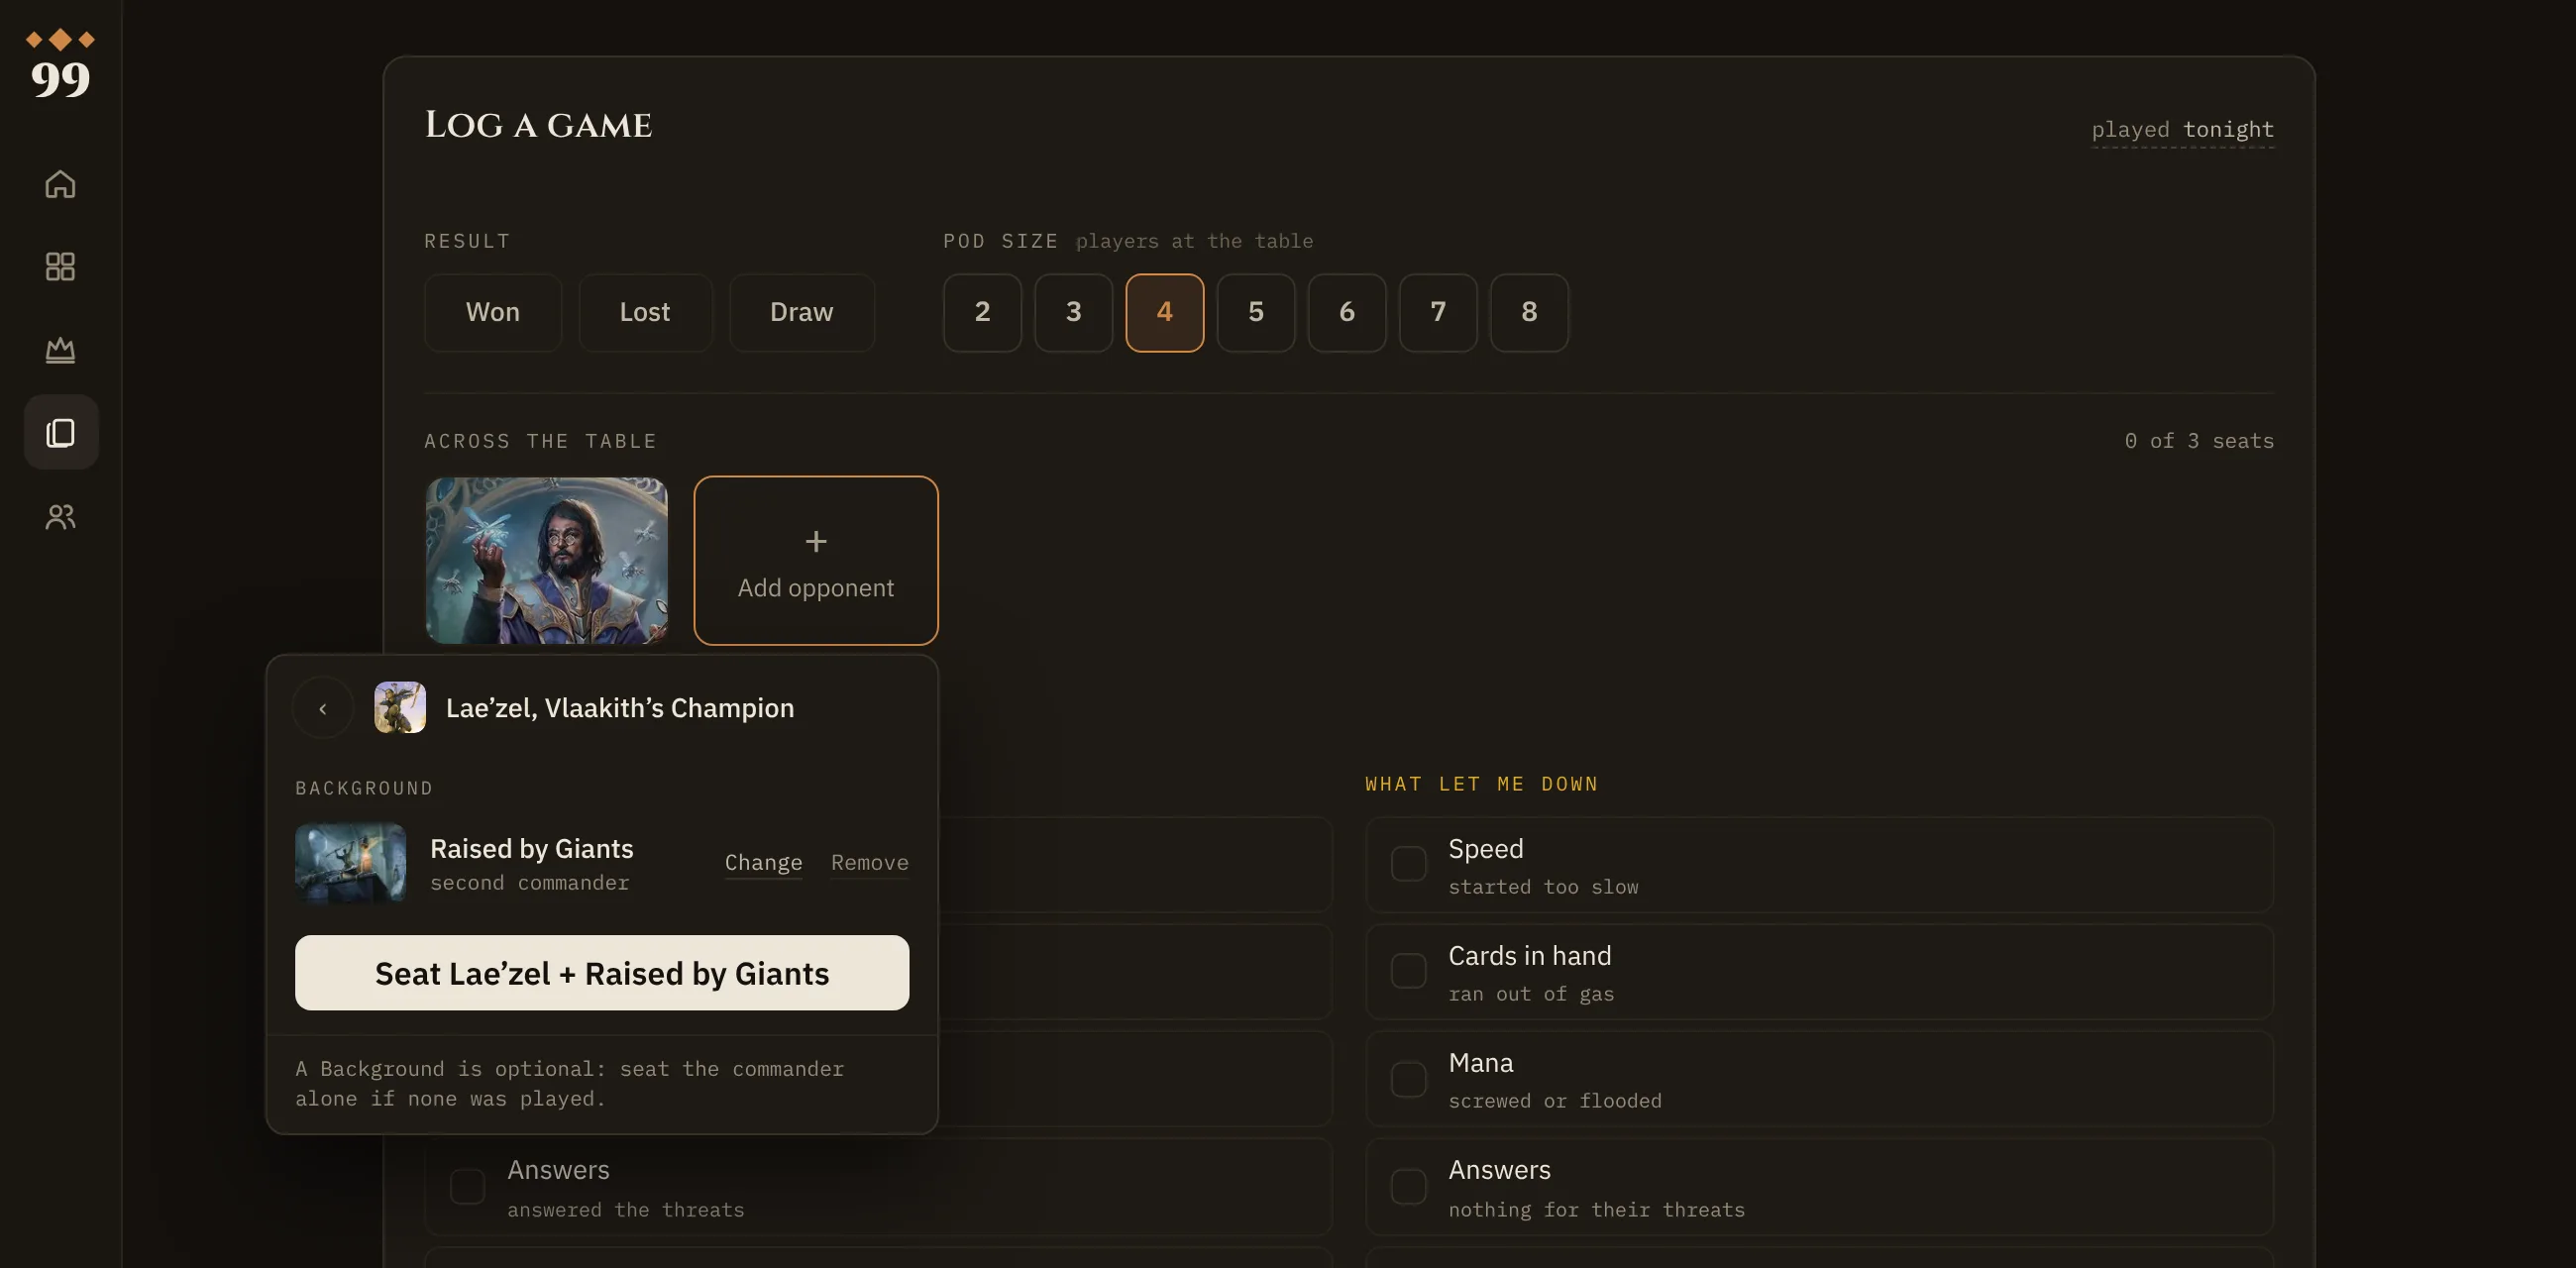 99
LOG A GAME
played tonight
RESULT
POD SIZE players at the table
Won
Lost
Draw
2
3
4
5
6
7
8
ACROSS THE TABLE
0 of 3 seats
+
Add opponent
‹
Lae’zel, Vlaakith’s Champion
BACKGROUND
Raised by Giants
second commander
Change
Remove
Seat Lae’zel + Raised by Giants
A Background is optional: seat the commander
alone if none was played.
Answers
answered the threats
WHAT LET ME DOWN
Speed
started too slow
Cards in hand
ran out of gas
Mana
screwed or flooded
Answers
nothing for their threats